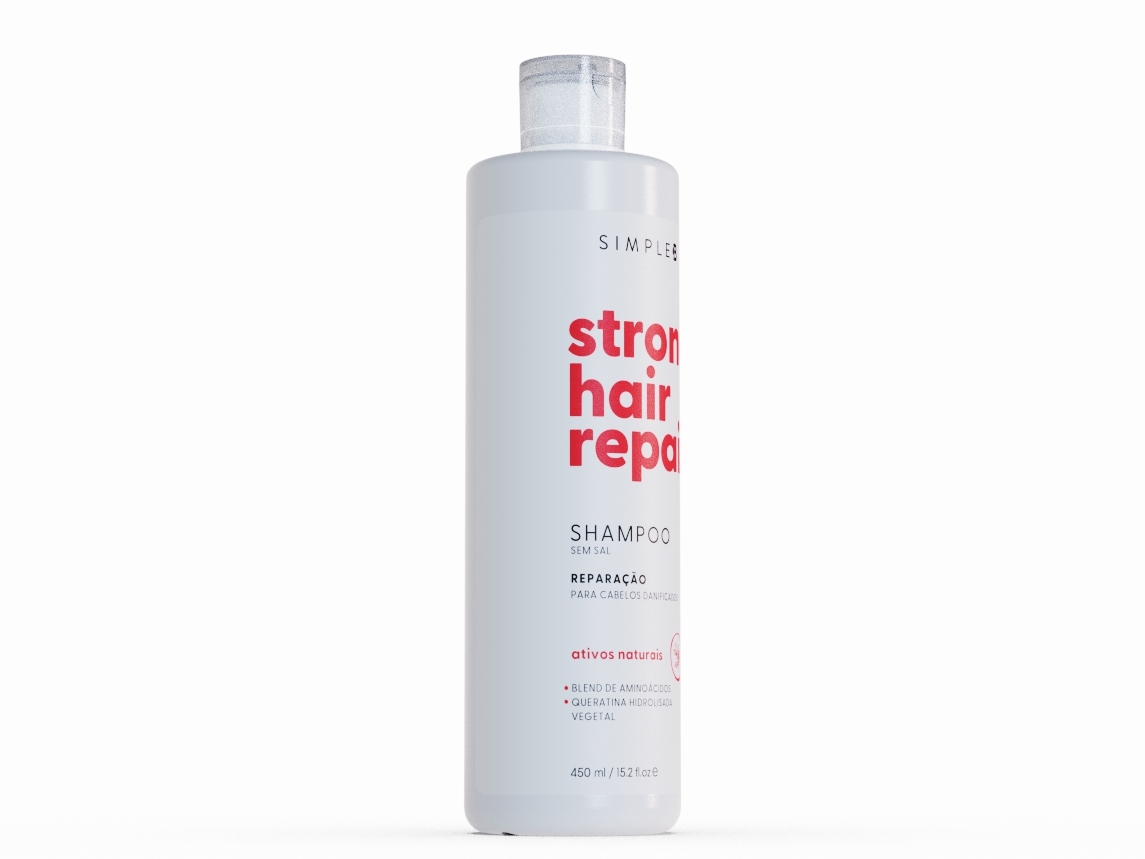 SIMPLE
stron
hair
repai
SHAMPOO
SEM SAL
REPARAÇÃO
PARA CABELOS DANIFICADOS
ativos naturais
• BLEND DE AMINOÁCIDOS
• QUERATINA HIDROLISADA
VEGETAL
450 ml / 15.2 fl.oz ℮